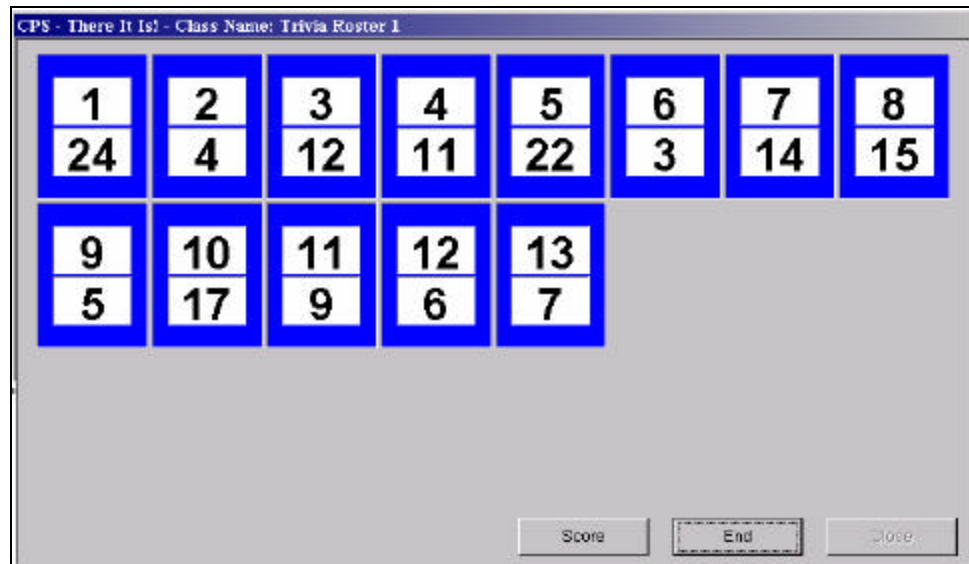 CPS - There It Is! - Class Name: Trivia Roster 1
1 2 3 4 5 6 7 8
24 4 12 11 22 3 14 15
9 10 11 12 13
5 17 9 6 7
Score End Close